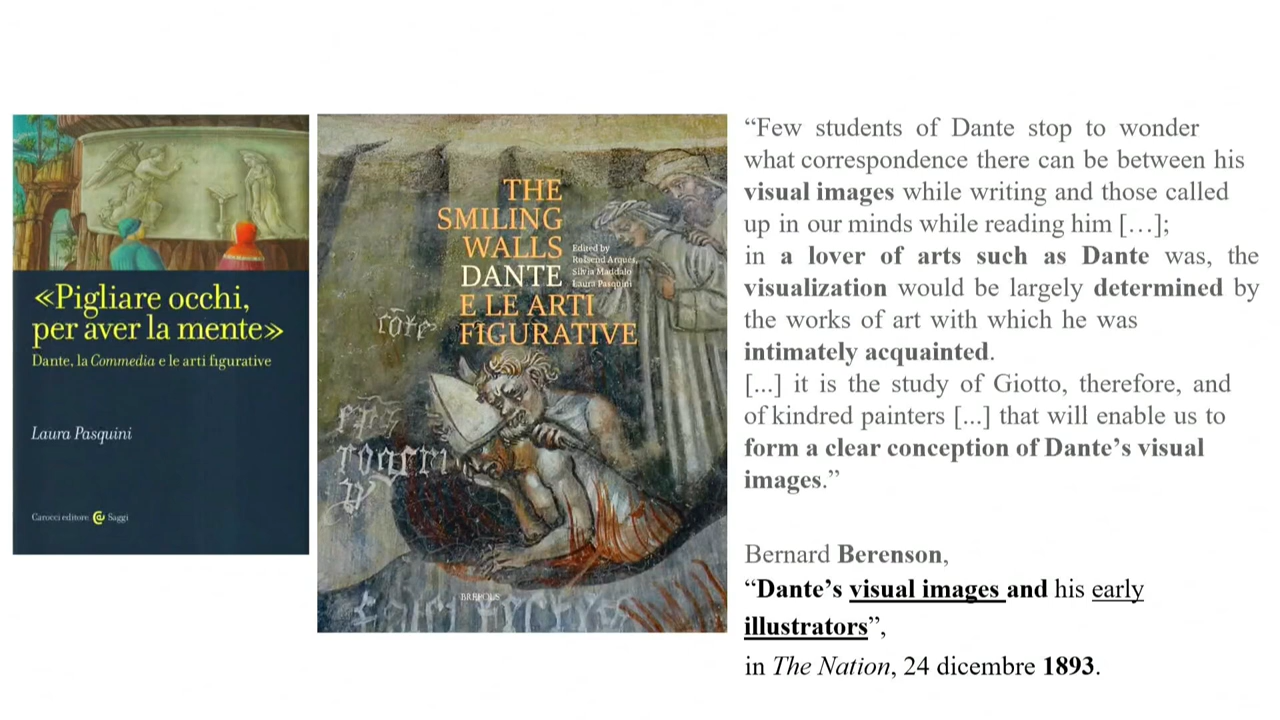 «Pigliare occhi,
per aver la mente»
Dante, la Commedia e le arti figurative
Laura Pasquini
Carocci editore @ Saggi
THE
SMILING
WALLS
DANTE
E LE ARTI
FIGURATIVE
Edited by
Rossend Arqués,
Silvia Maddalo
Laura Pasquini
BREPOLS
“Few students of Dante stop to wonder
what correspondence there can be between his
visual images while writing and those called
up in our minds while reading him […];
in a lover of arts such as Dante was, the
visualization would be largely determined by
the works of art with which he was
intimately acquainted.
[...] it is the study of Giotto, therefore, and
of kindred painters [...] that will enable us to
form a clear conception of Dante’s visual
images.”
Bernard Berenson,
“Dante’s visual images and his early
illustrators”,
in The Nation, 24 dicembre 1893.